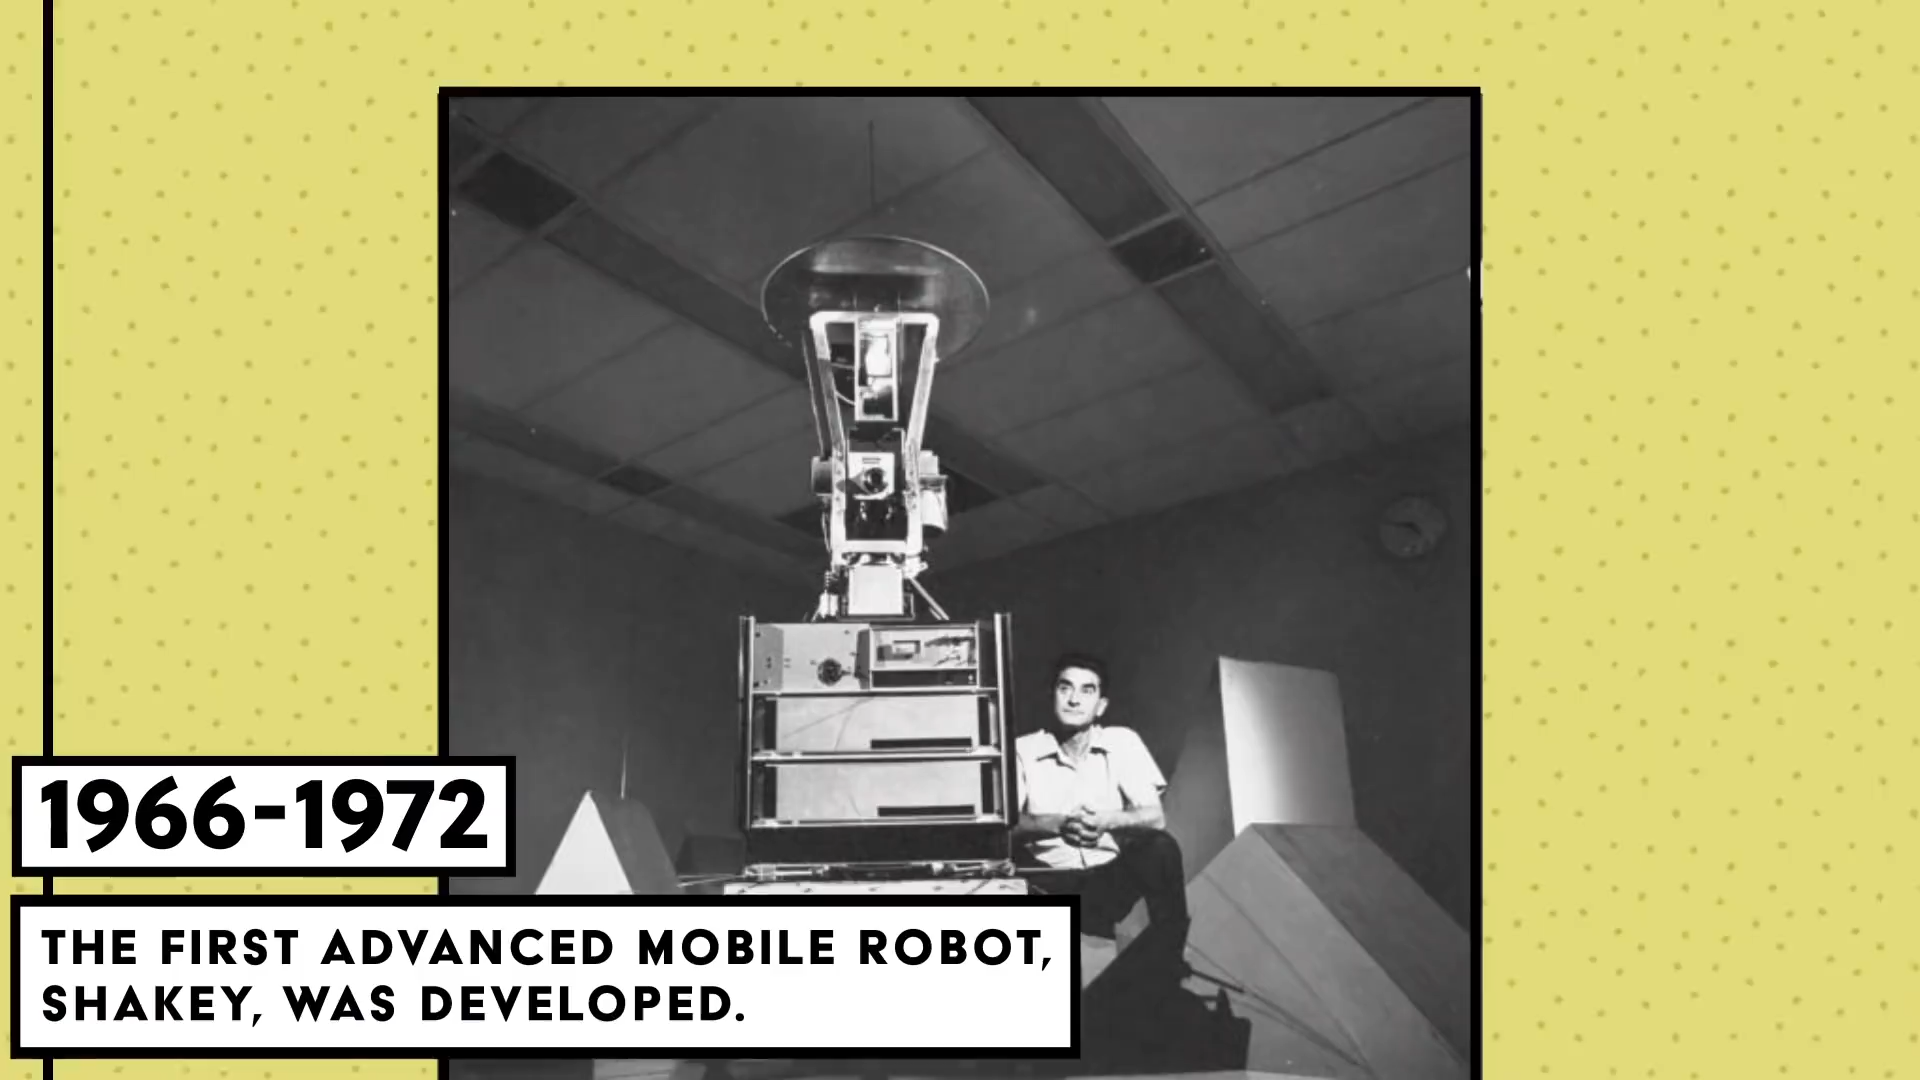 1966-1972
THE FIRST ADVANCED MOBILE ROBOT,
SHAKEY, WAS DEVELOPED.